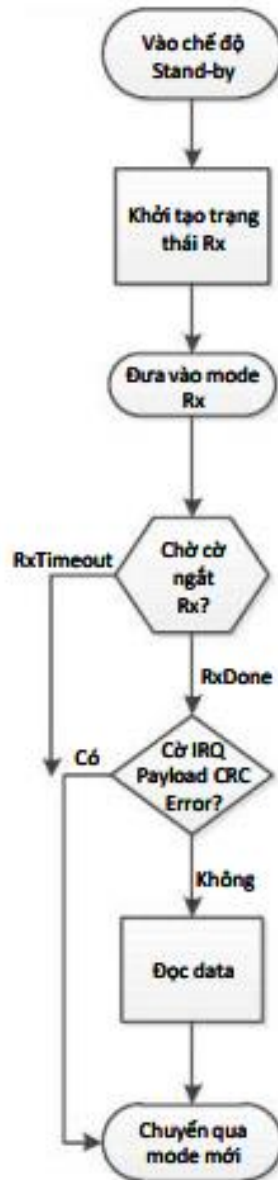 Vào chế độ
Stand-by
Khởi tạo trạng
thái Rx
Đưa vào mode
Rx
Chờ cờ
ngắt
Rx?
RxTimeout
RxDone
Cờ IRQ
Payload CRC
Error?
Có
Không
Đọc data
Chuyển qua
mode mới